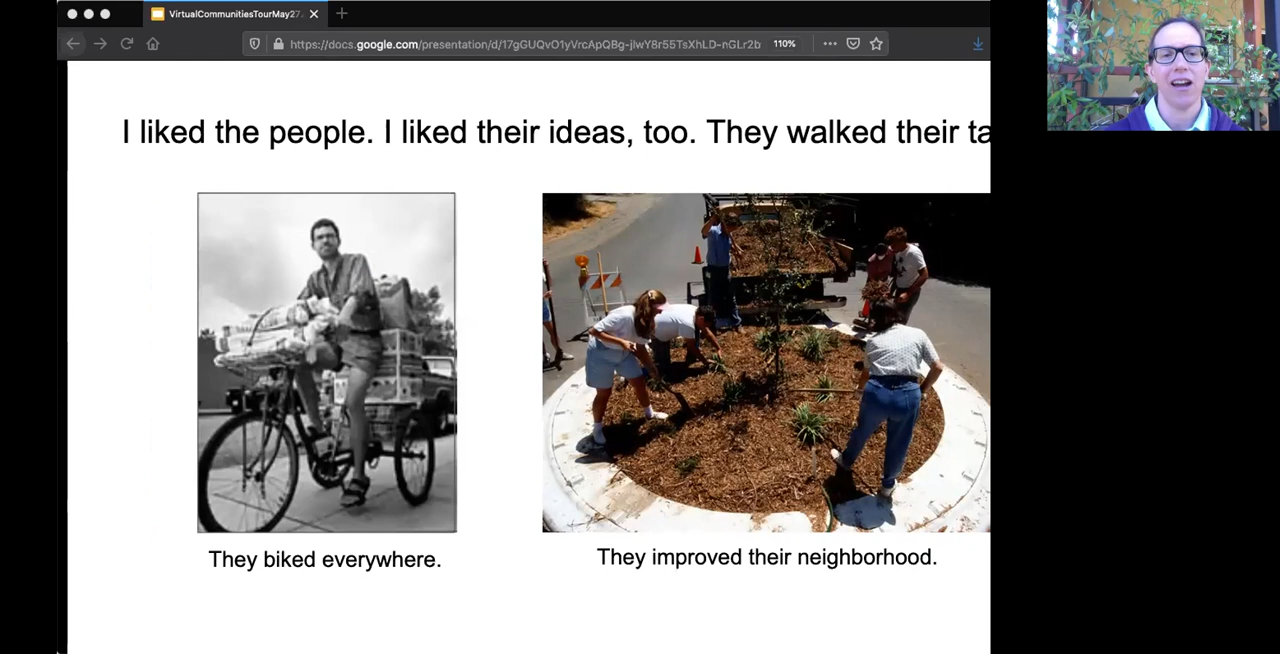 VirtualCommunitiesTourMay27
https://docs.google.com/presentation/d/17gGUQvO1yVrcApQBg-jlwY8r55TsXhLD-nGLr2b 110%
I liked the people. I liked their ideas, too. They walked their ta
They biked everywhere.
They improved their neighborhood.